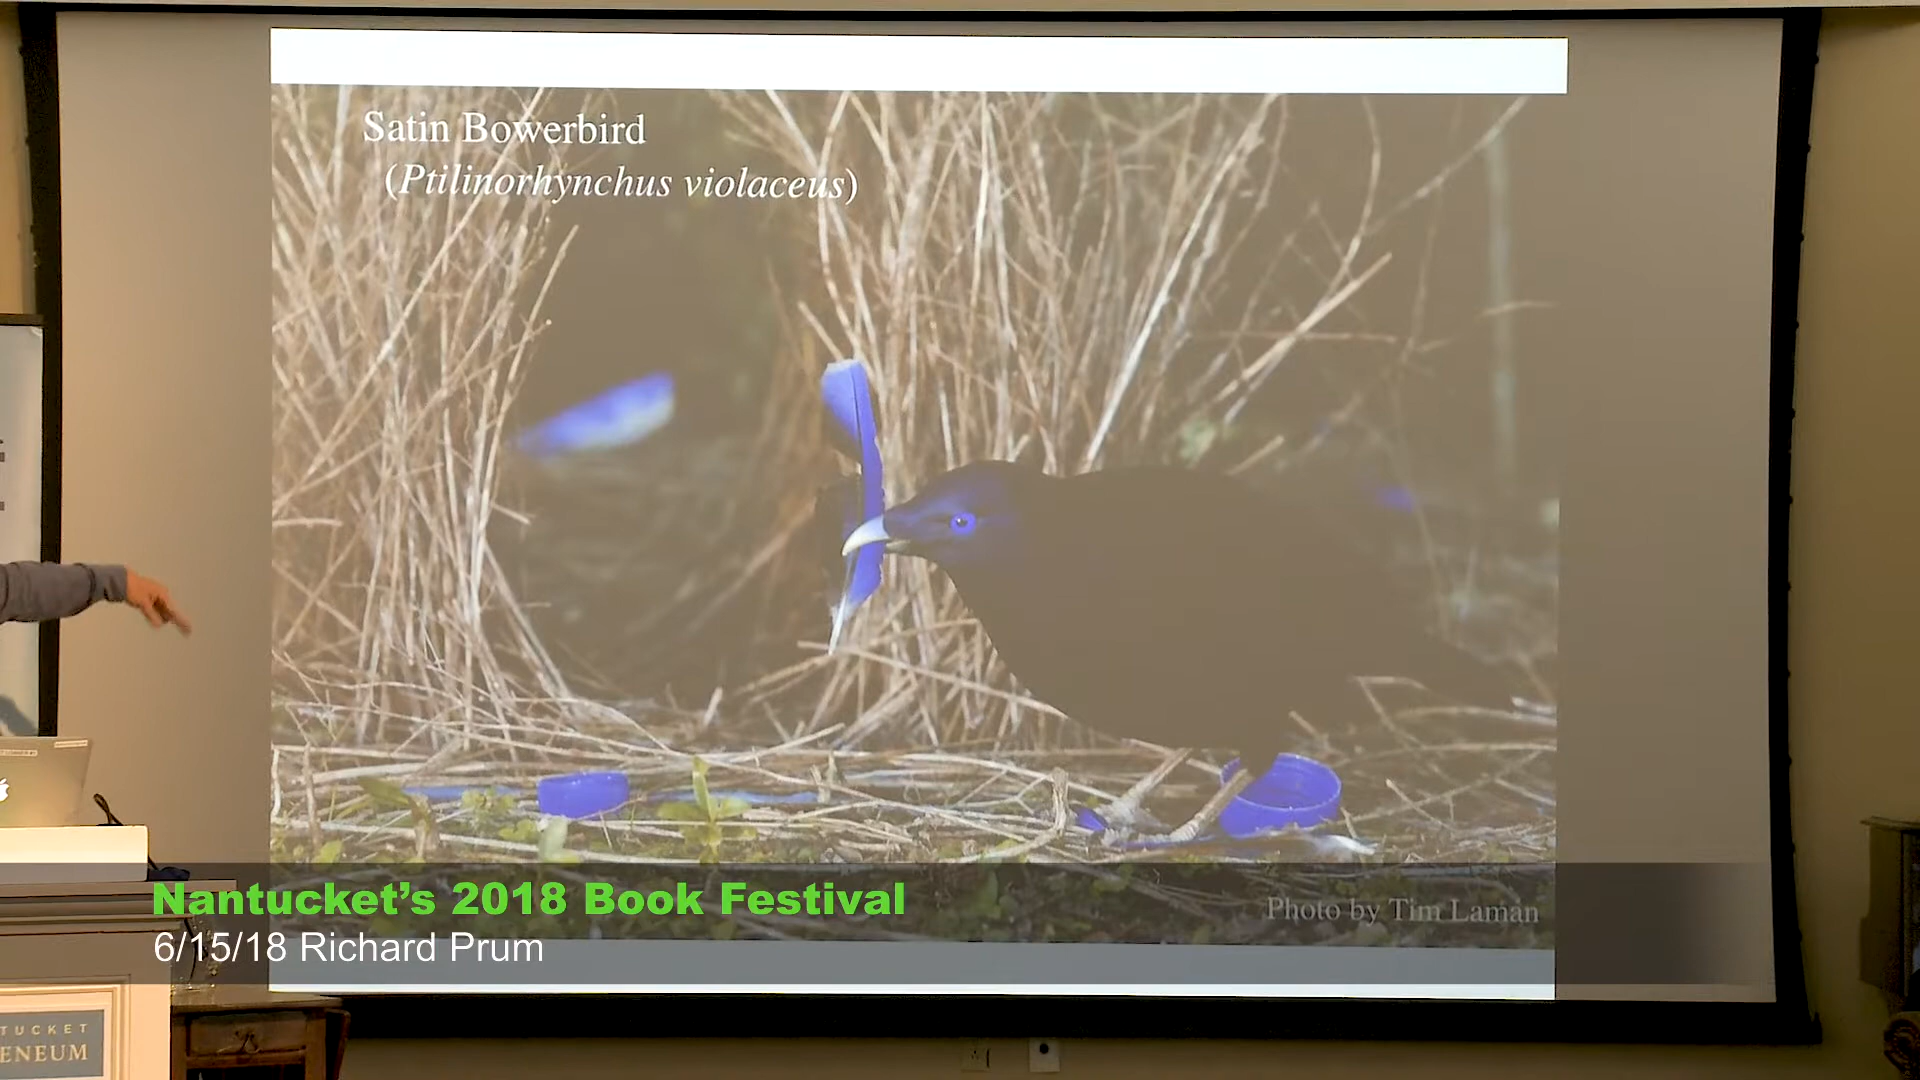 Satin Bowerbird
(Ptilinorhynchus violaceus)
Photo by Tim Laman
Nantucket’s 2018 Book Festival
6/15/18 Richard Prum
TUCKET
ENEUM